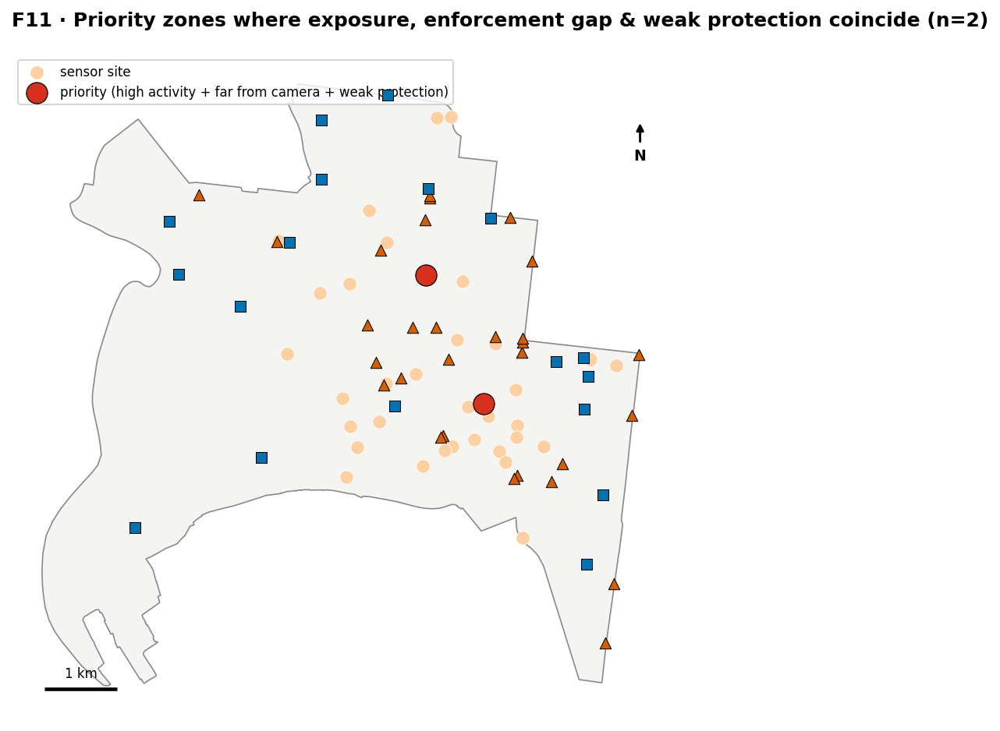 F11 · Priority zones where exposure, enforcement gap & weak protection coincide (n=2)
sensor site
priority (high activity + far from camera + weak protection)
N
1 km